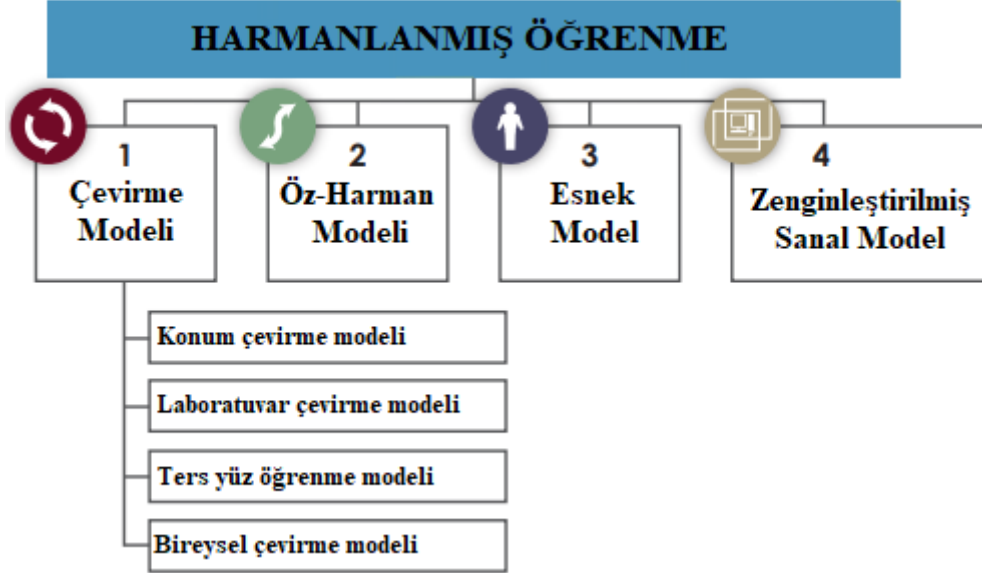 HARMANLANMIŞ ÖĞRENME
1
Çevirme
Modeli
2
Öz-Harman
Modeli
3
Esnek
Model
4
Zenginleştirilmiş
Sanal Model
Konum çevirme modeli
Laboratuvar çevirme modeli
Ters yüz öğrenme modeli
Bireysel çevirme modeli